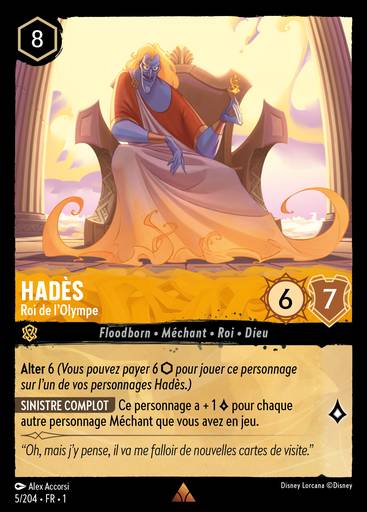 8
HADÈS
Roi de l'Olympe
6
7
Floodborn • Méchant • Roi • Dieu
Alter 6 (Vous pouvez payer 6 pour jouer ce personnage
sur l'un de vos personnages Hadès.)
SINISTRE COMPLOT Ce personnage a + 1 pour chaque
autre personnage Méchant que vous avez en jeu.
"Oh, mais j'y pense, il va me falloir de nouvelles cartes de visite."
Alex Accorsi
5/204 • FR • 1
Disney Lorcana ©Disney